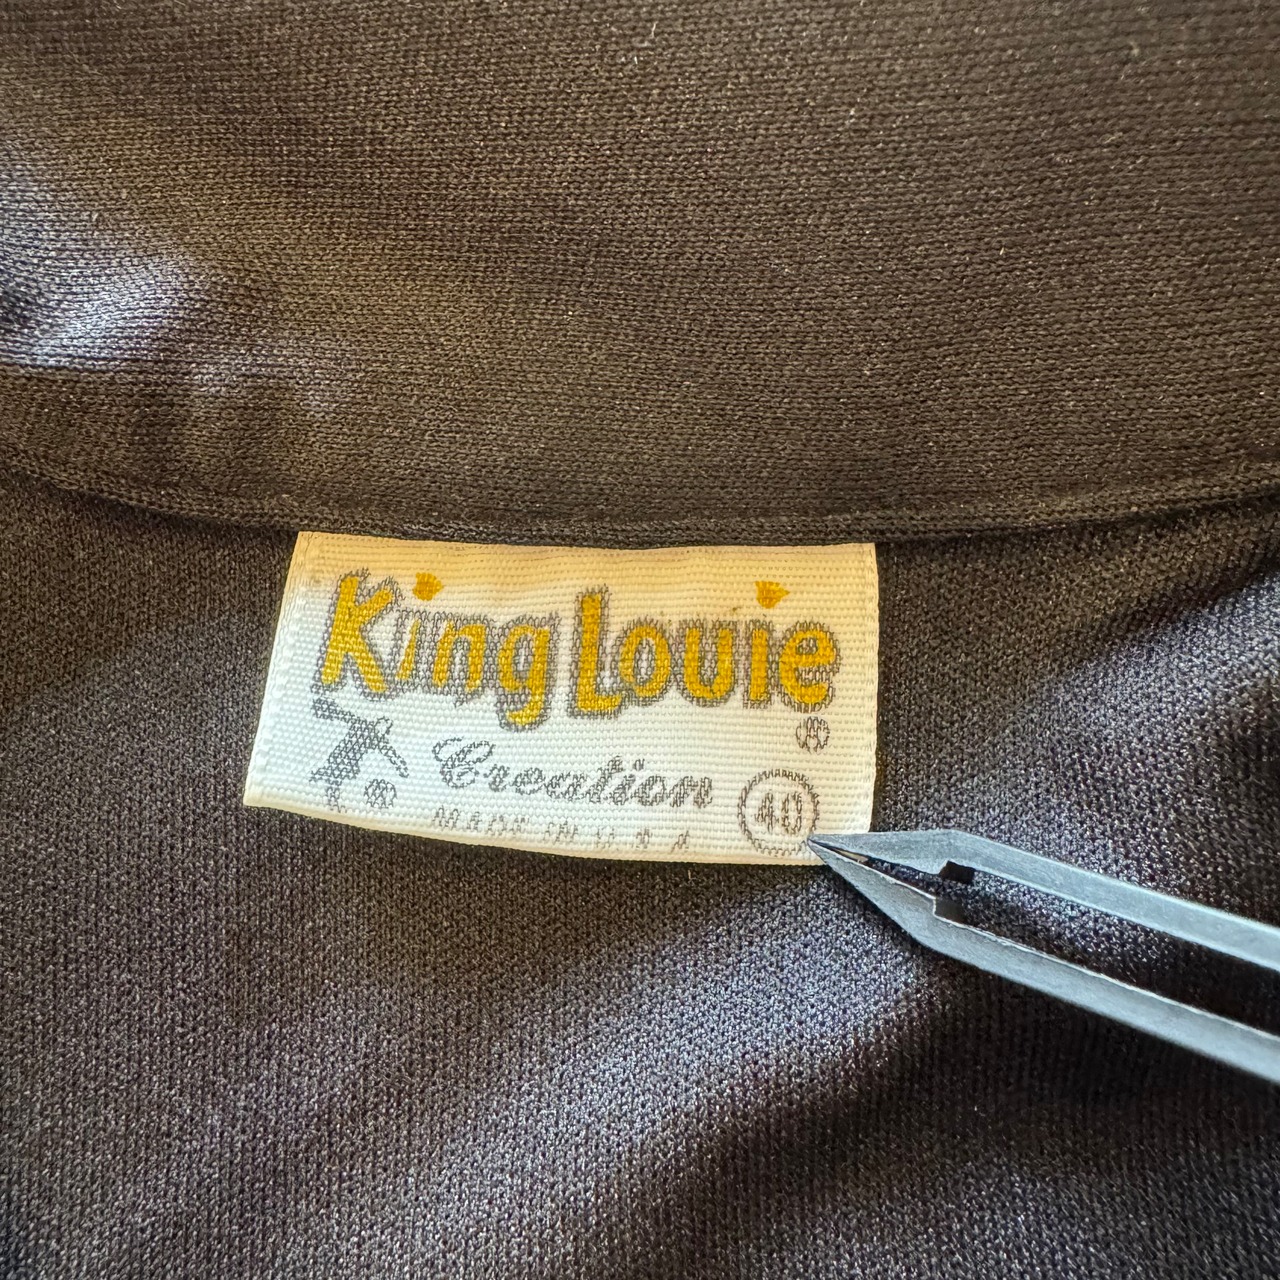 King Louie
®
Creation
® 40
MADE IN U S A